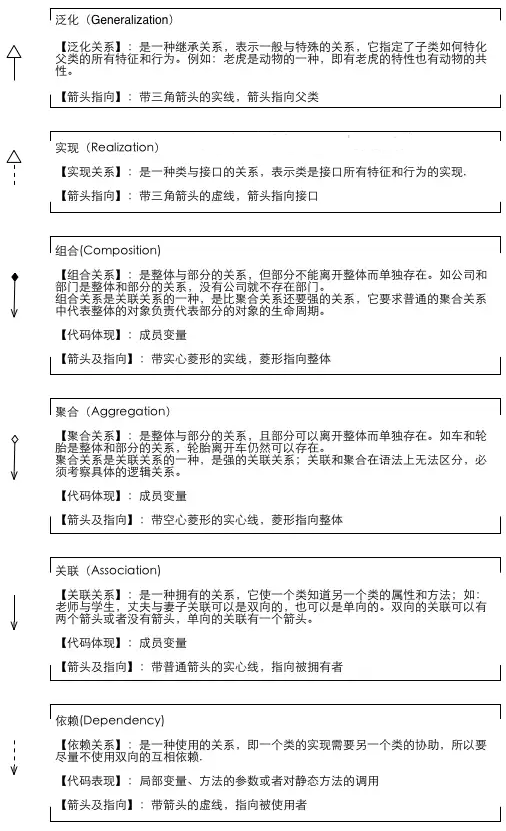 泛化（Generalization）
【泛化关系】：是一种继承关系，表示一般与特殊的关系，它指定了子类如何特化
父类的所有特征和行为。例如：老虎是动物的一种，即有老虎的特性也有动物的共
性。
【箭头指向】：带三角箭头的实线，箭头指向父类
实现（Realization）
【实现关系】：是一种类与接口的关系，表示类是接口所有特征和行为的实现.
【箭头指向】：带三角箭头的虚线，箭头指向接口
组合(Composition)
【组合关系】：是整体与部分的关系，但部分不能离开整体而单独存在。如公司和
部门是整体和部分的关系，没有公司就不存在部门。
组合关系是关联关系的一种，是比聚合关系还要强的关系，它要求普通的聚合关系
中代表整体的对象负责代表部分的对象的生命周期。
【代码体现】：成员变量
【箭头及指向】：带实心菱形的实线，菱形指向整体
聚合（Aggregation）
【聚合关系】：是整体与部分的关系，且部分可以离开整体而单独存在。如车和轮
胎是整体和部分的关系，轮胎离开车仍然可以存在。
聚合关系是关联关系的一种，是强的关联关系；关联和聚合在语法上无法区分，必
须考察具体的逻辑关系。
【代码体现】：成员变量
【箭头及指向】：带空心菱形的实心线，菱形指向整体
关联（Association）
【关联关系】：是一种拥有的关系，它使一个类知道另一个类的属性和方法；如：
老师与学生，丈夫与妻子关联可以是双向的，也可以是单向的。双向的关联可以有
两个箭头或者没有箭头，单向的关联有一个箭头。
【代码体现】：成员变量
【箭头及指向】：带普通箭头的实心线，指向被拥有者
依赖(Dependency)
【依赖关系】：是一种使用的关系，即一个类的实现需要另一个类的协助，所以要
尽量不使用双向的互相依赖.
【代码表现】：局部变量、方法的参数或者对静态方法的调用
【箭头及指向】：带箭头的虚线，指向被使用者